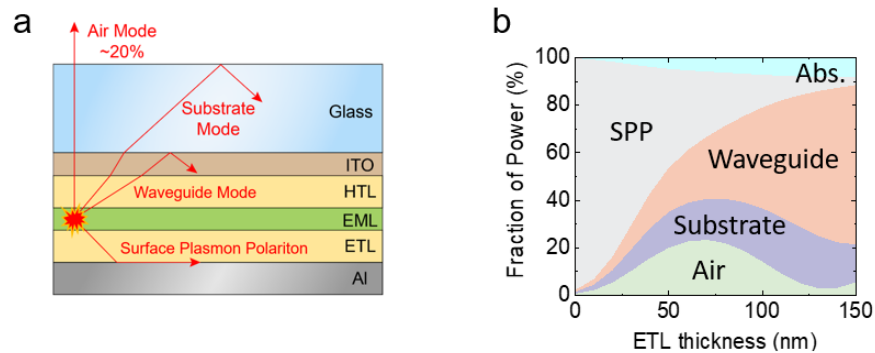 a
Air Mode
~20%
Substrate
Mode
Glass
ITO
Waveguide Mode
HTL
EML
Surface Plasmon Polariton
ETL
Al
b
Fraction of Power (%)
100
80
60
40
20
0
Abs.
SPP
Waveguide
Substrate
Air
0
50
100
150
ETL thickness (nm)